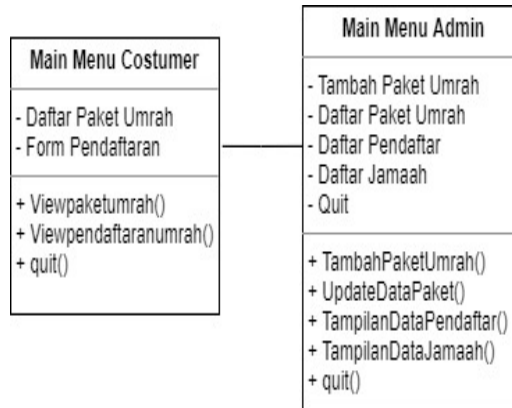 Main Menu Costumer
- Daftar Paket Umrah
- Form Pendaftaran
+ Viewpaketumrah()
+ Viewpendaftaranumrah()
+ quit()
Main Menu Admin
- Tambah Paket Umrah
- Daftar Paket Umrah
- Daftar Pendaftar
- Daftar Jamaah
- Quit
+ TambahPaketUmrah()
+ UpdateDataPaket()
+ TampilanDataPendaftar()
+ TampilanDataJamaah()
+ quit()